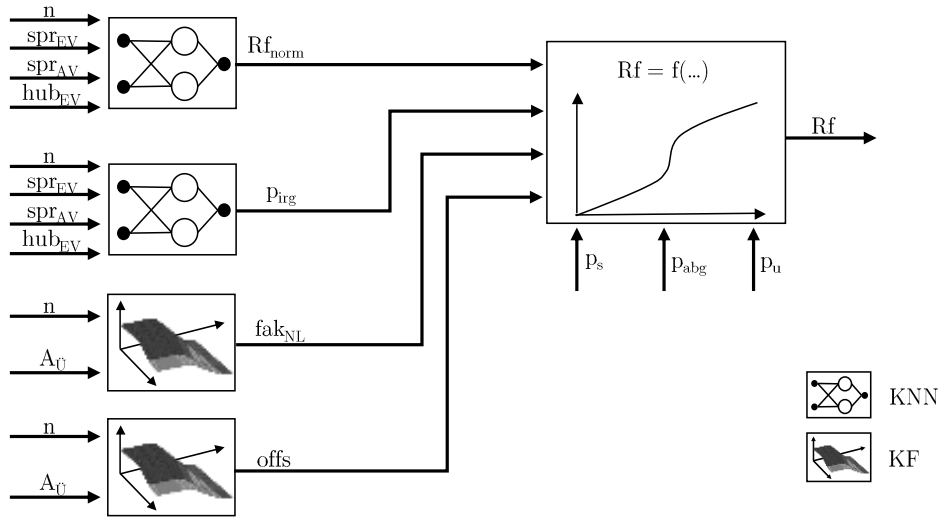 n
spr_EV
spr_AV
hub_EV
Rf_norm
n
spr_EV
spr_AV
hub_EV
p_irg
n
A_Ü
fak_NL
n
A_Ü
offs
Rf = f(...)
p_s
p_abg
p_u
Rf
KNN
KF